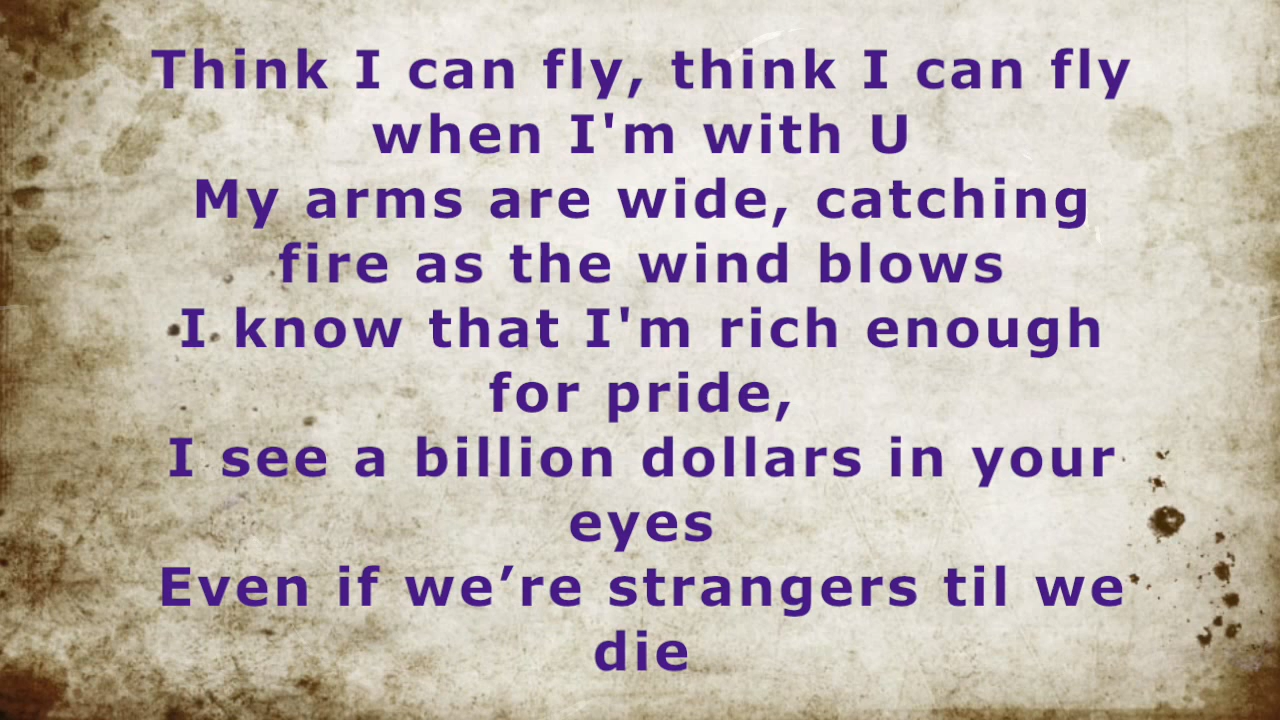 Think I can fly, think I can fly
when I'm with U
My arms are wide, catching
fire as the wind blows
I know that I'm rich enough
for pride,
I see a billion dollars in your
eyes
Even if we’re strangers til we
die